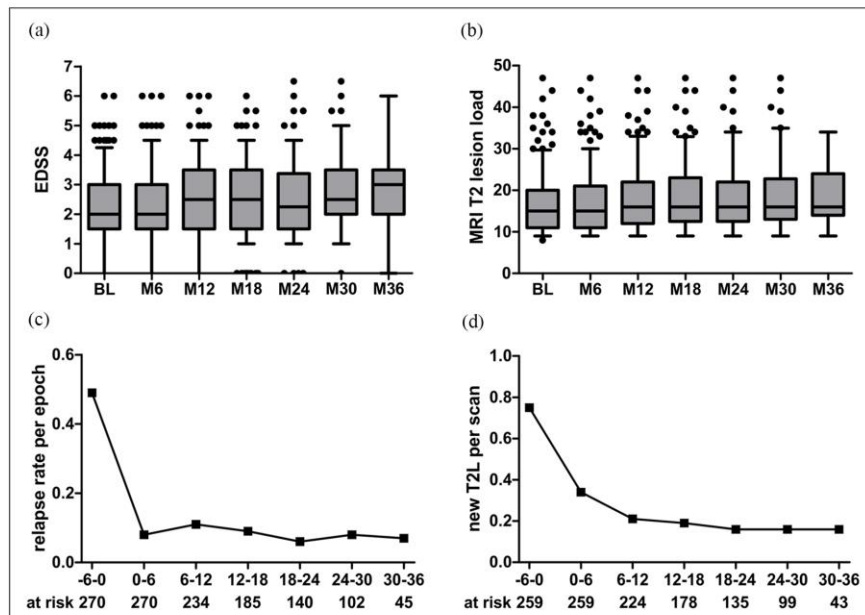 (a)
7
6
5
4
3
2
1
0
EDSS
BL M6 M12 M18 M24 M30 M36
(b)
50
40
30
20
10
0
MRI T2 lesion load
BL M6 M12 M18 M24 M30 M36
(c)
0.6
0.4
0.2
0.0
relapse rate per epoch
-6-0 0-6 6-12 12-18 18-24 24-30 30-36
at risk 270 270 234 185 140 102 45
(d)
1.0
0.8
0.6
0.4
0.2
0.0
new T2L per scan
-6-0 0-6 6-12 12-18 18-24 24-30 30-36
at risk 259 259 224 178 135 99 43